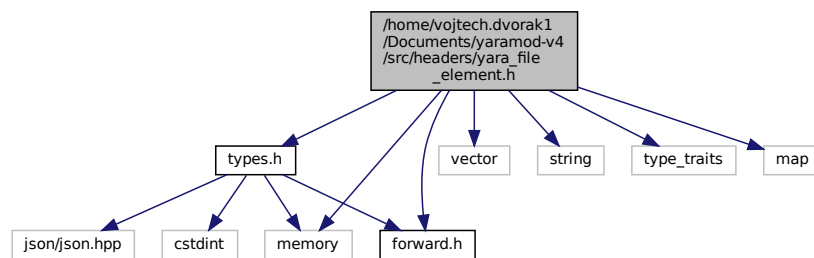 /home/vojtech.dvorak1
/Documents/yaramod-v4
/src/headers/yara_file
_element.h
types.h
vector
string
type_traits
map
json/json.hpp
cstdint
memory
forward.h